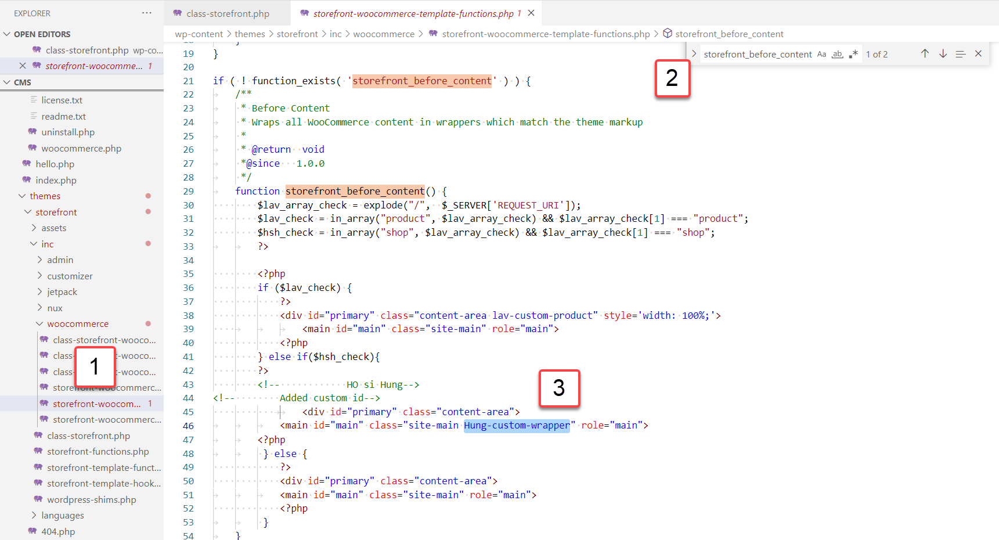 EXPLORER
···
OPEN EDITORS
class-storefront.php wp-co...
storefront-woocomme... 1
CMS
license.txt
readme.txt
uninstall.php
woocommerce.php
hello.php
index.php
themes
storefront
assets
inc
admin
customizer
jetpack
nux
woocommerce
class-storefront-wooco...
class- t-wooco...
class- t-wooco...
storefront-woocommerc...
storefront-woocom... 1
storefront-woocommerc...
class-storefront.php
storefront-functions.php
storefront-template-funct...
storefront-template-hook...
wordpress-shims.php
languages
404.php
1
class-storefront.php
storefront-woocommerce-template-functions.php 1
wp-content > themes > storefront > inc > woocommerce > storefront-woocommerce-template-functions.php > storefront_before_content
storefront_before_content Aa ab .* 1 of 2
2
19 }
20
21 if ( ! function_exists( 'storefront_before_content' ) ) {
22 /**
23 * Before Content
24 * Wraps all WooCommerce content in wrappers which match the theme markup
25 *
26 * @return void
27 *@since 1.0.0
28 */
29 function storefront_before_content() {
30 $lav_array_check = explode("/", $_SERVER['REQUEST_URI']);
31 $lav_check = in_array("product", $lav_array_check) && $lav_array_check[1] === "product";
32 $hsh_check = in_array("shop", $lav_array_check) && $lav_array_check[1] === "shop";
33 ?>
34
35 <?php
36 if ($lav_check) {
37 ?>
38 <div id="primary" class="content-area lav-custom-product" style='width: 100%;'>
39 <main id="main" class="site-main" role="main">
40 <?php
41 } else if($hsh_check){
42 ?>
43 <!-- HO si Hung-->
44 <!-- Added custom id-->
45 <div id="primary" class="content-area">
46 <main id="main" class="site-main Hung-custom-wrapper" role="main">
47 <?php
48 } else {
49 ?>
50 <div id="primary" class="content-area">
51 <main id="main" class="site-main" role="main">
52 <?php
53 }
54 }
3